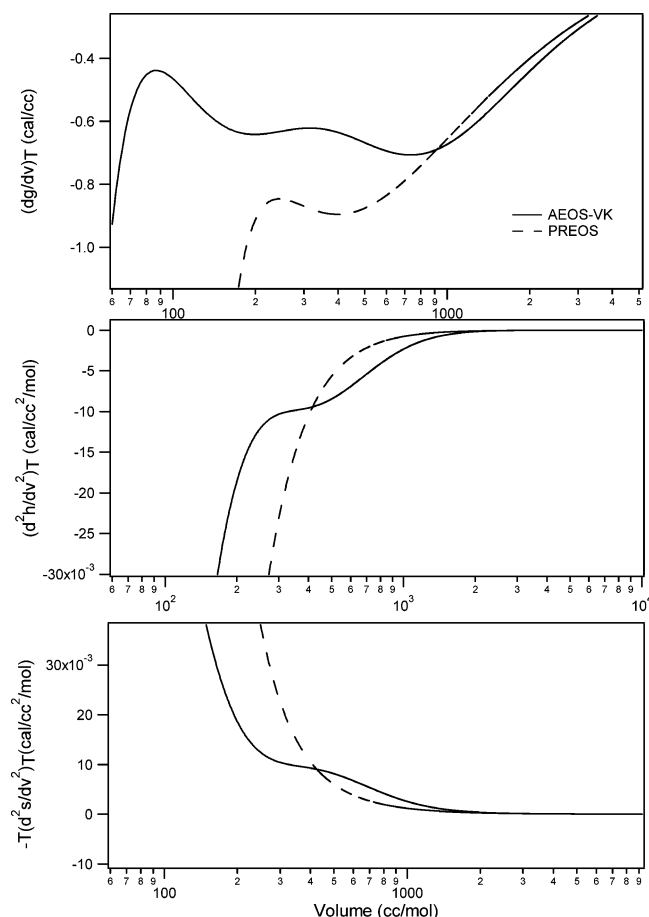 (dg/dv)T (cal/cc)
-0.4
-0.6
-0.8
-1.0
AEOS-VK
PREOS
6 7 8 9 2 3 4 5 6 7 8 9 2 3 4 5
100 1000
(d²h/dv²)T (cal/cc²/mol)
0
-5
-10
-15
-20
-25
-30x10⁻³
6 7 8 9 2 3 4 5 6 7 8 9 2 3 4 5 6 7 8 9
10² 10³ 10⁴
-T(d²s/dv²)T(cal/cc²/mol)
30x10⁻³
20
10
0
-10
6 7 8 9 2 3 4 5 6 7 8 9 2 3 4 5 6 7 8 9
100 1000
Volume (cc/mol)